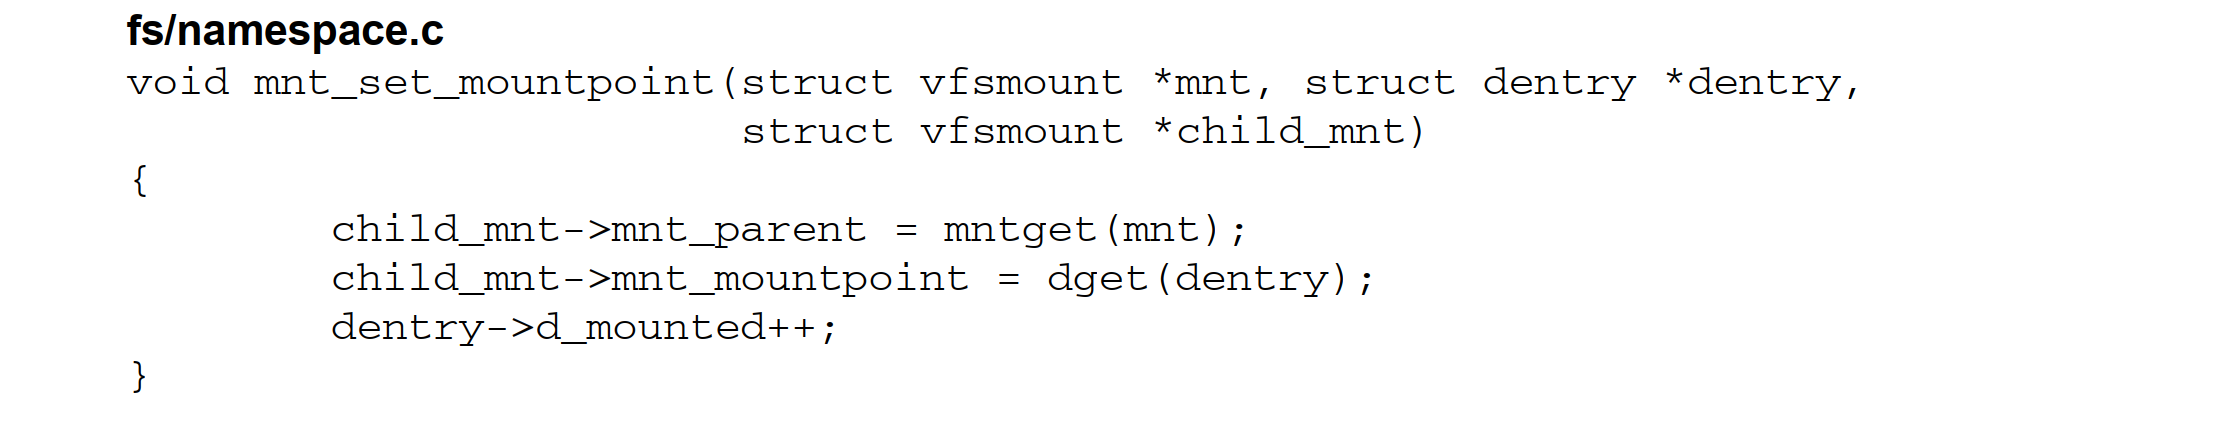 fs/namespace.c
void mnt_set_mountpoint(struct vfsmount *mnt, struct dentry *dentry,
                        struct vfsmount *child_mnt)
{
        child_mnt->mnt_parent = mntget(mnt);
        child_mnt->mnt_mountpoint = dget(dentry);
        dentry->d_mounted++;
}